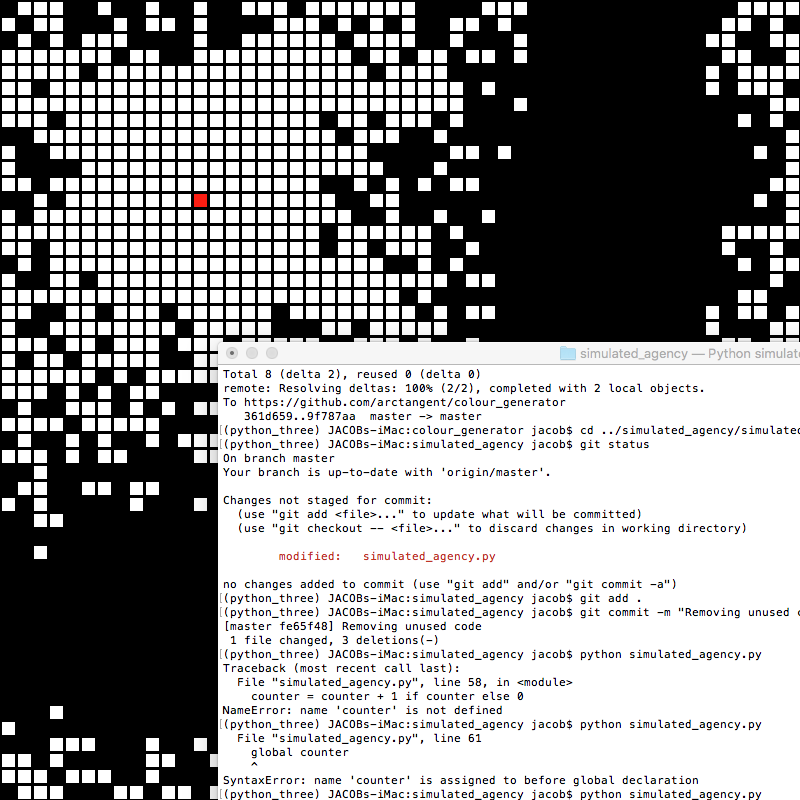 simulated_agency — Python simulate
Total 8 (delta 2), reused 0 (delta 0)
remote: Resolving deltas: 100% (2/2), completed with 2 local objects.
To https://github.com/arctangent/colour_generator
   361d659..9f787aa  master -> master
[(python_three) JACOBs-iMac:colour_generator jacob$ cd ../simulated_agency/simulated
[(python_three) JACOBs-iMac:simulated_agency jacob$ git status
On branch master
Your branch is up-to-date with 'origin/master'.
Changes not staged for commit:
  (use "git add <file>..." to update what will be committed)
  (use "git checkout -- <file>..." to discard changes in working directory)
        modified:   simulated_agency.py
no changes added to commit (use "git add" and/or "git commit -a")
[(python_three) JACOBs-iMac:simulated_agency jacob$ git add .
[(python_three) JACOBs-iMac:simulated_agency jacob$ git commit -m "Removing unused c
[master fe65f48] Removing unused code
 1 file changed, 3 deletions(-)
[(python_three) JACOBs-iMac:simulated_agency jacob$ python simulated_agency.py
Traceback (most recent call last):
  File "simulated_agency.py", line 58, in <module>
    counter = counter + 1 if counter else 0
NameError: name 'counter' is not defined
[(python_three) JACOBs-iMac:simulated_agency jacob$ python simulated_agency.py
  File "simulated_agency.py", line 61
    global counter
    ^
SyntaxError: name 'counter' is assigned to before global declaration
[(python_three) JACOBs-iMac:simulated_agency jacob$ python simulated_agency.py